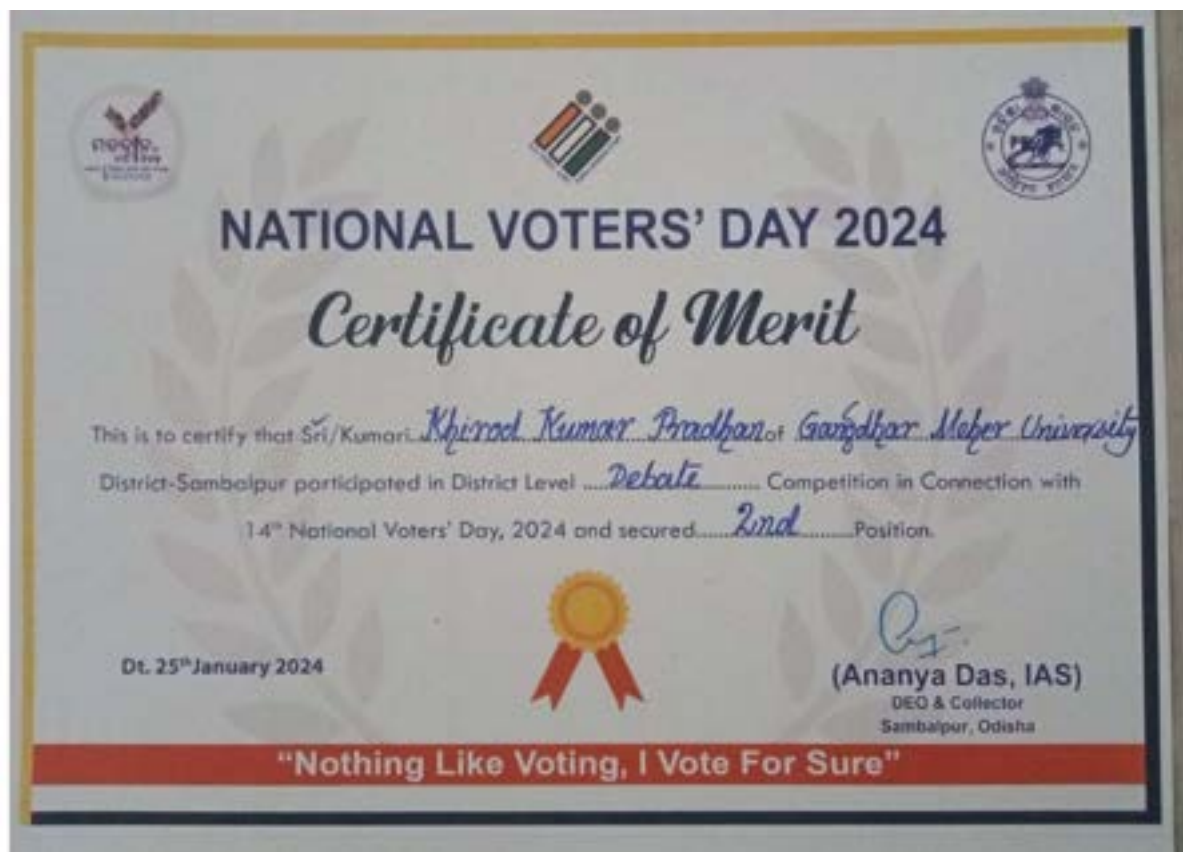 ମତଦାନ
NATIONAL VOTERS' DAY 2024
Certificate of Merit
This is to certify that Sri/Kumari Khirod Kumar Pradhan of Gangdhar Meher University
District-Sambalpur participated in District Level ....Debate.... Competition in Connection with
14th National Voters' Day, 2024 and secured....2nd....Position.
Dt. 25th January 2024
(Ananya Das, IAS)
DEO & Collector
Sambalpur, Odisha
"Nothing Like Voting, I Vote For Sure"